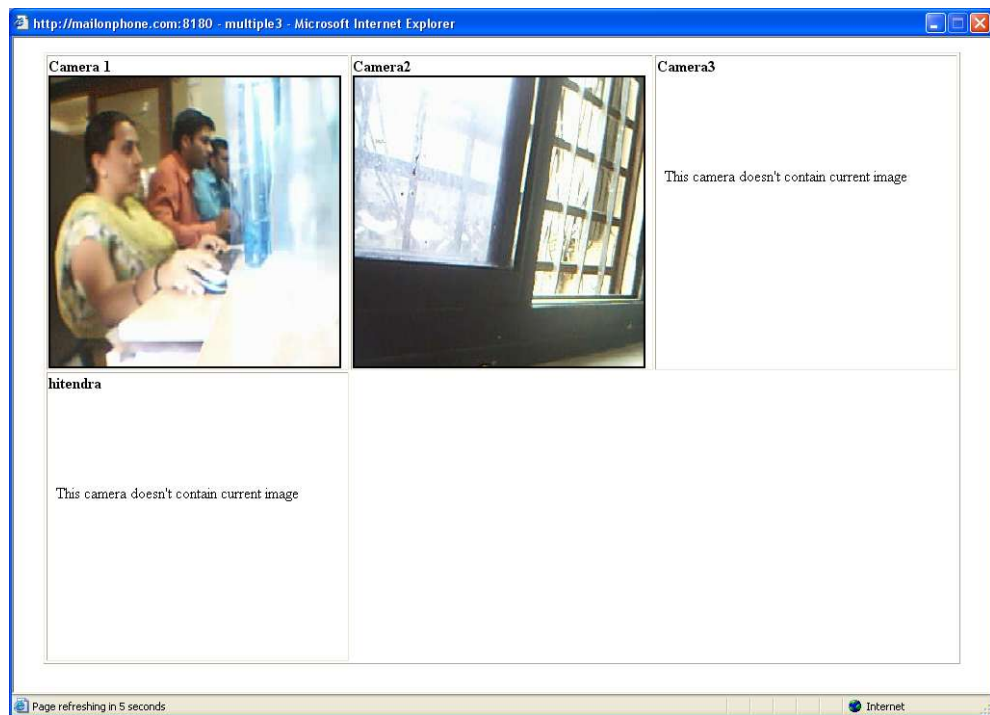 http://mailonphone.com:8180 - multiple3 - Microsoft Internet Explorer
Camera 1
Camera2
Camera3
This camera doesn't contain current image
hitendra
This camera doesn't contain current image
Page refreshing in 5 seconds
Internet